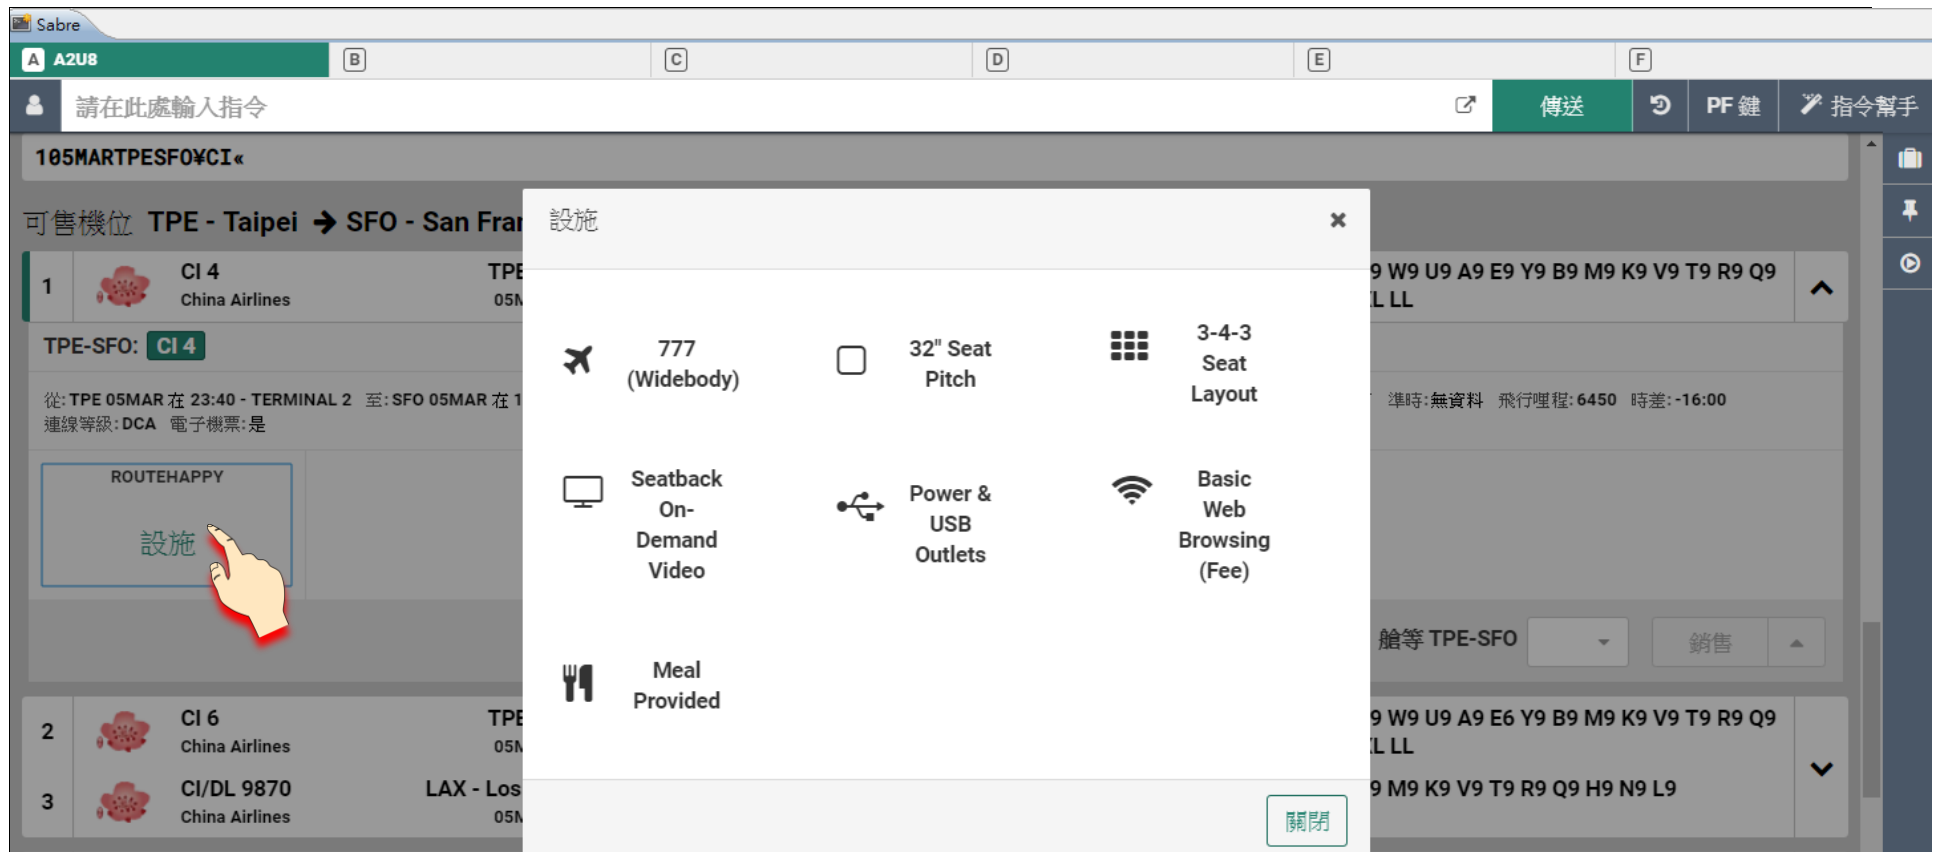 Sabre
A A2U8
B
C
D
E
F
請在此處輸入指令
傳送
PF 鍵
指令幫手
105MARTPESFO¥CI«
可售機位 TPE - Taipei → SFO - San Fran
設施
1
CI 4
China Airlines
TPE
05M
9 W9 U9 A9 E9 Y9 B9 M9 K9 V9 T9 R9 Q9
L LL
TPE-SFO: CI 4
從: TPE 05MAR 在 23:40 - TERMINAL 2 至: SFO 05MAR 在 1
準時:無資料 飛行哩程: 6450 時差: -16:00
連線等級: DCA 電子機票:是
ROUTEHAPPY
設施
777
(Widebody)
32" Seat
Pitch
3-4-3
Seat
Layout
Seatback
On-
Demand
Video
Power &
USB
Outlets
Basic
Web
Browsing
(Fee)
Meal
Provided
艙等 TPE-SFO
銷售
2
CI 6
China Airlines
TPE
05M
9 W9 U9 A9 E6 Y9 B9 M9 K9 V9 T9 R9 Q9
L LL
3
CI/DL 9870
China Airlines
LAX - Los
05M
9 M9 K9 V9 T9 R9 Q9 H9 N9 L9
關閉